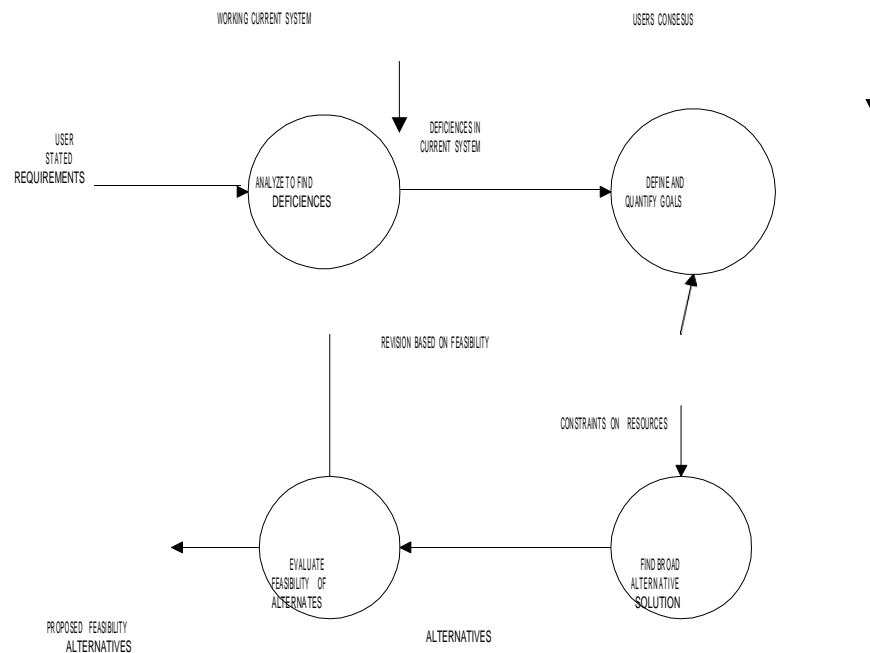 WORKING CURRENT SYSTEM
USERS CONSESUS
USER
STATED
REQUIREMENTS
DEFICIENCES IN
CURRENT SYSTEM
ANALYZE TO FIND
DEFICIENCES
DEFINE AND
QUANTIFY GOALS
REVISION BASED ON FEASIBILITY
CONSTRAINTS ON RESOURCES
EVALUATE
FEASIBILITY OF
ALTERNATES
FIND BROAD
ALTERNATIVE
SOLUTION
PROPOSED FEASIBILITY
ALTERNATIVES
ALTERNATIVES